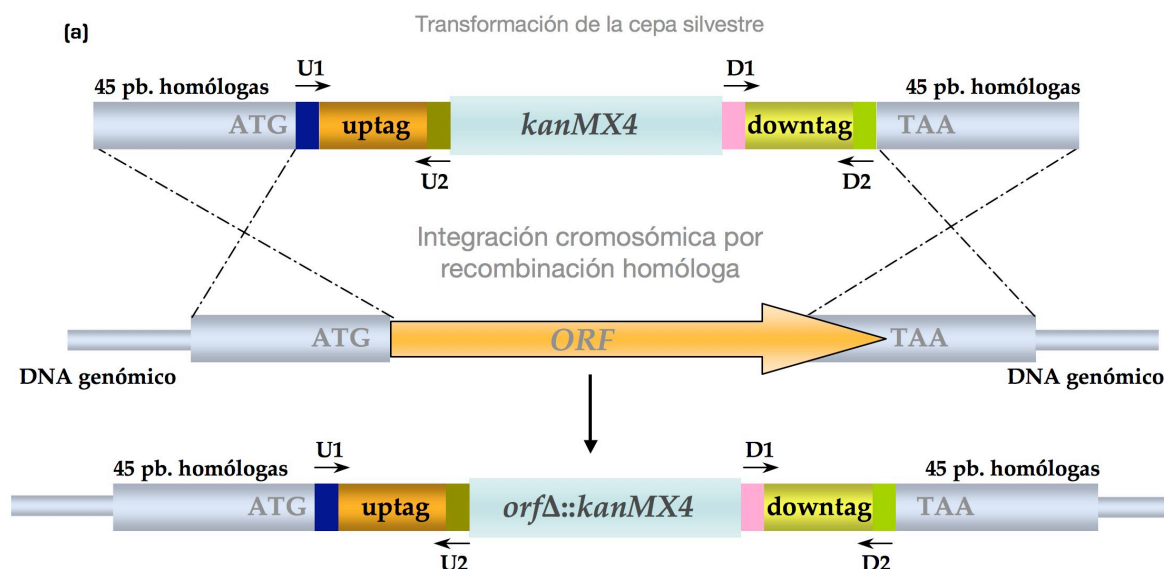 (a)
Transformación de la cepa silvestre
45 pb. homólogas
U1
D1
45 pb. homólogas
ATG
uptag
kanMX4
downtag
TAA
U2
D2
Integración cromosómica por
recombinación homóloga
ATG
ORF
TAA
DNA genómico
DNA genómico
45 pb. homólogas
U1
D1
45 pb. homólogas
ATG
uptag
orfΔ::kanMX4
downtag
TAA
U2
D2